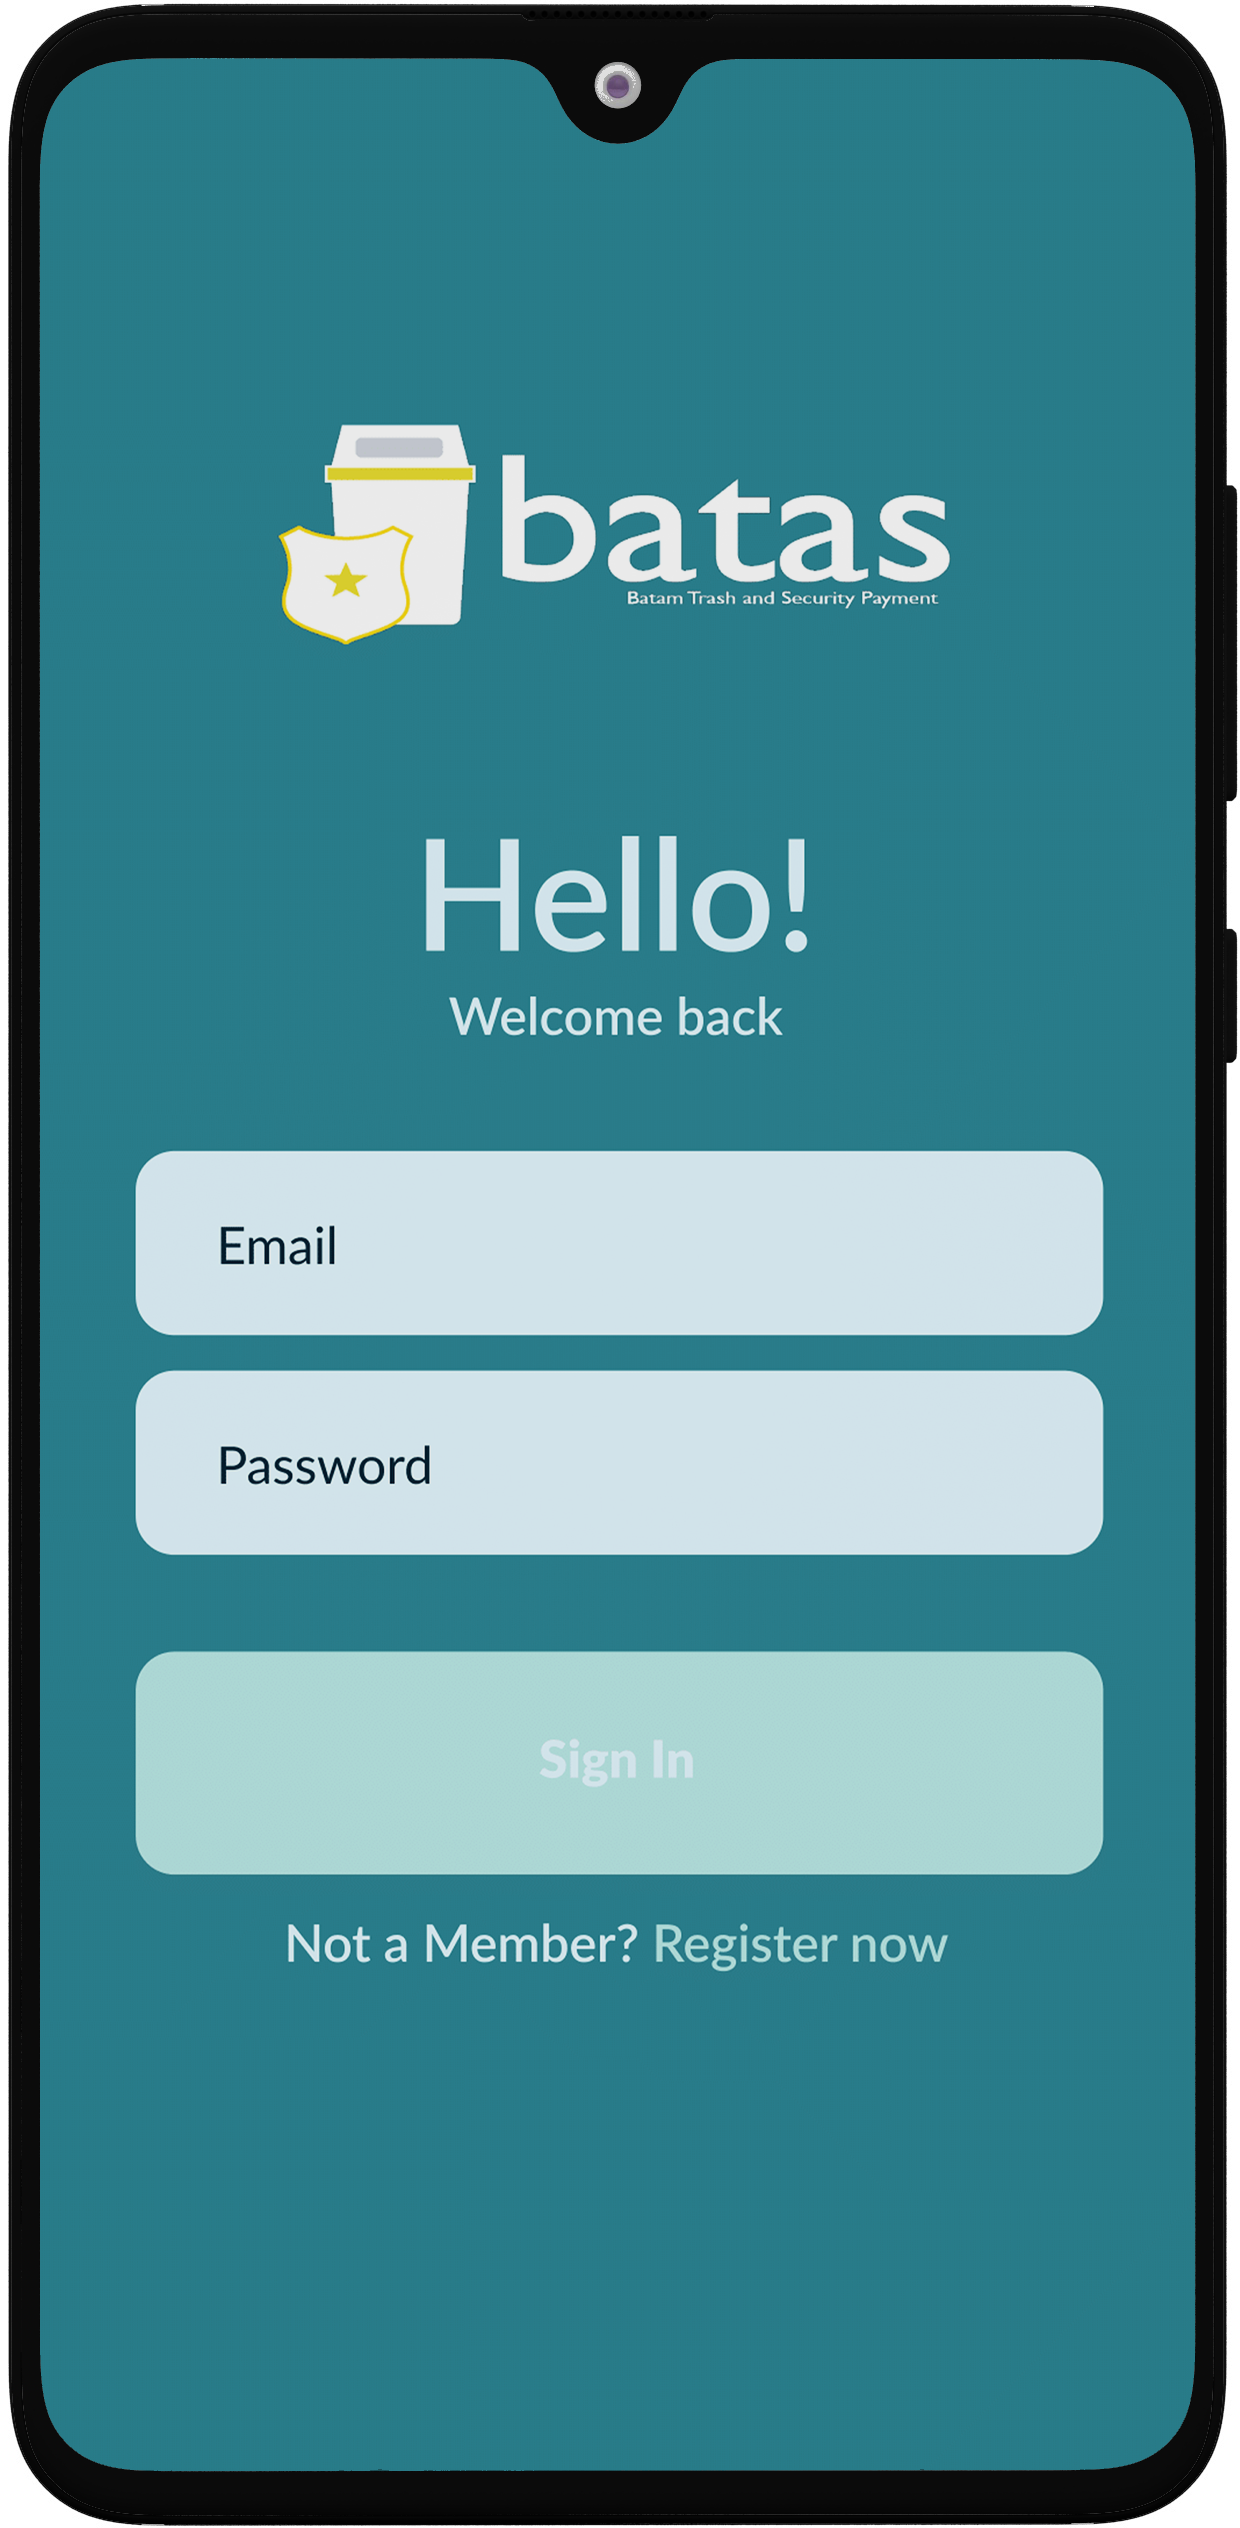 batas
Batam Trash and Security Payment
Hello!
Welcome back
Email
Password
Sign In
Not a Member? Register now